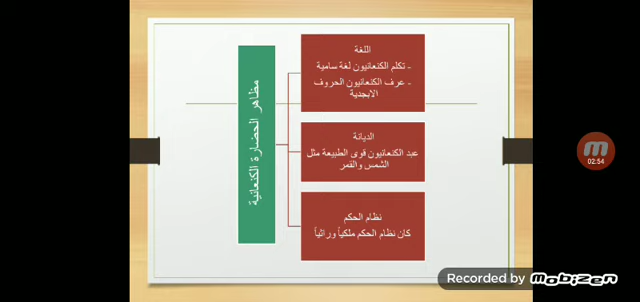 مظاهر الحضارة الكنعانية
اللغة
- تكلم الكنعانيون لغة سامية
- عرف الكنعانيون الحروف
الابجدية
الديانة
عبد الكنعانيون قوى الطبيعة مثل
الشمس والقمر
نظام الحكم
كان نظام الحكم ملكياً وراثياً
02:54
Recorded by mobizen